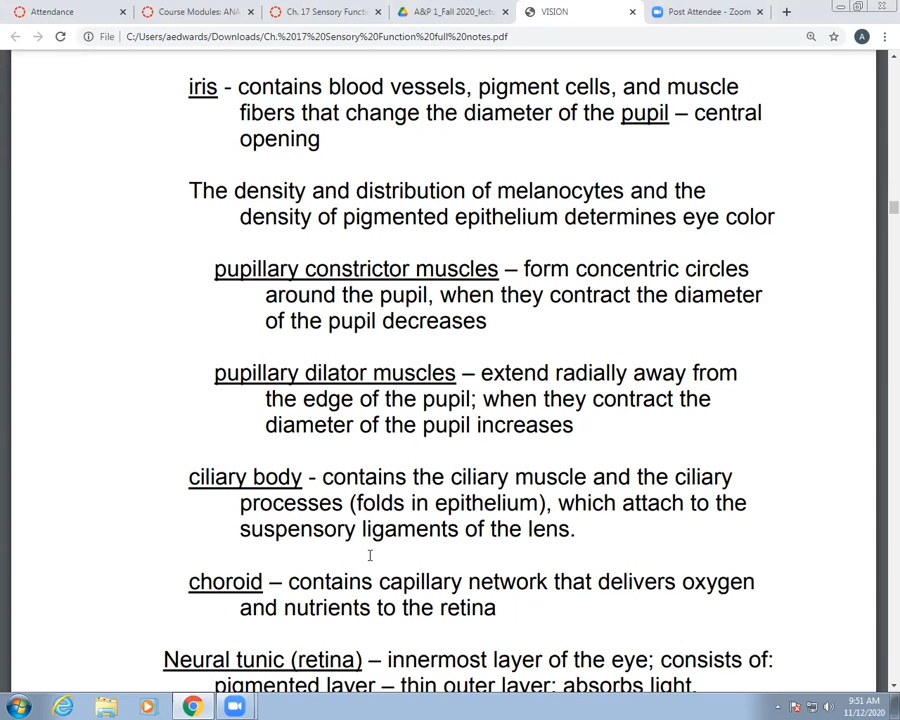 Attendance
Course Modules: ANA
Ch. 17 Sensory Functi
A&P 1_Fall 2020_lectu
VISION
Post Attendee - Zoom
File
C:/Users/aedwards/Downloads/Ch.%2017%20Sensory%20Function%20full%20notes.pdf
A
iris - contains blood vessels, pigment cells, and muscle
fibers that change the diameter of the pupil – central
opening
The density and distribution of melanocytes and the
density of pigmented epithelium determines eye color
pupillary constrictor muscles – form concentric circles
around the pupil, when they contract the diameter
of the pupil decreases
pupillary dilator muscles – extend radially away from
the edge of the pupil; when they contract the
diameter of the pupil increases
ciliary body - contains the ciliary muscle and the ciliary
processes (folds in epithelium), which attach to the
suspensory ligaments of the lens.
choroid – contains capillary network that delivers oxygen
and nutrients to the retina
Neural tunic (retina) – innermost layer of the eye; consists of:
pigmented layer – thin outer layer; absorbs light,
9:51 AM
11/12/2020